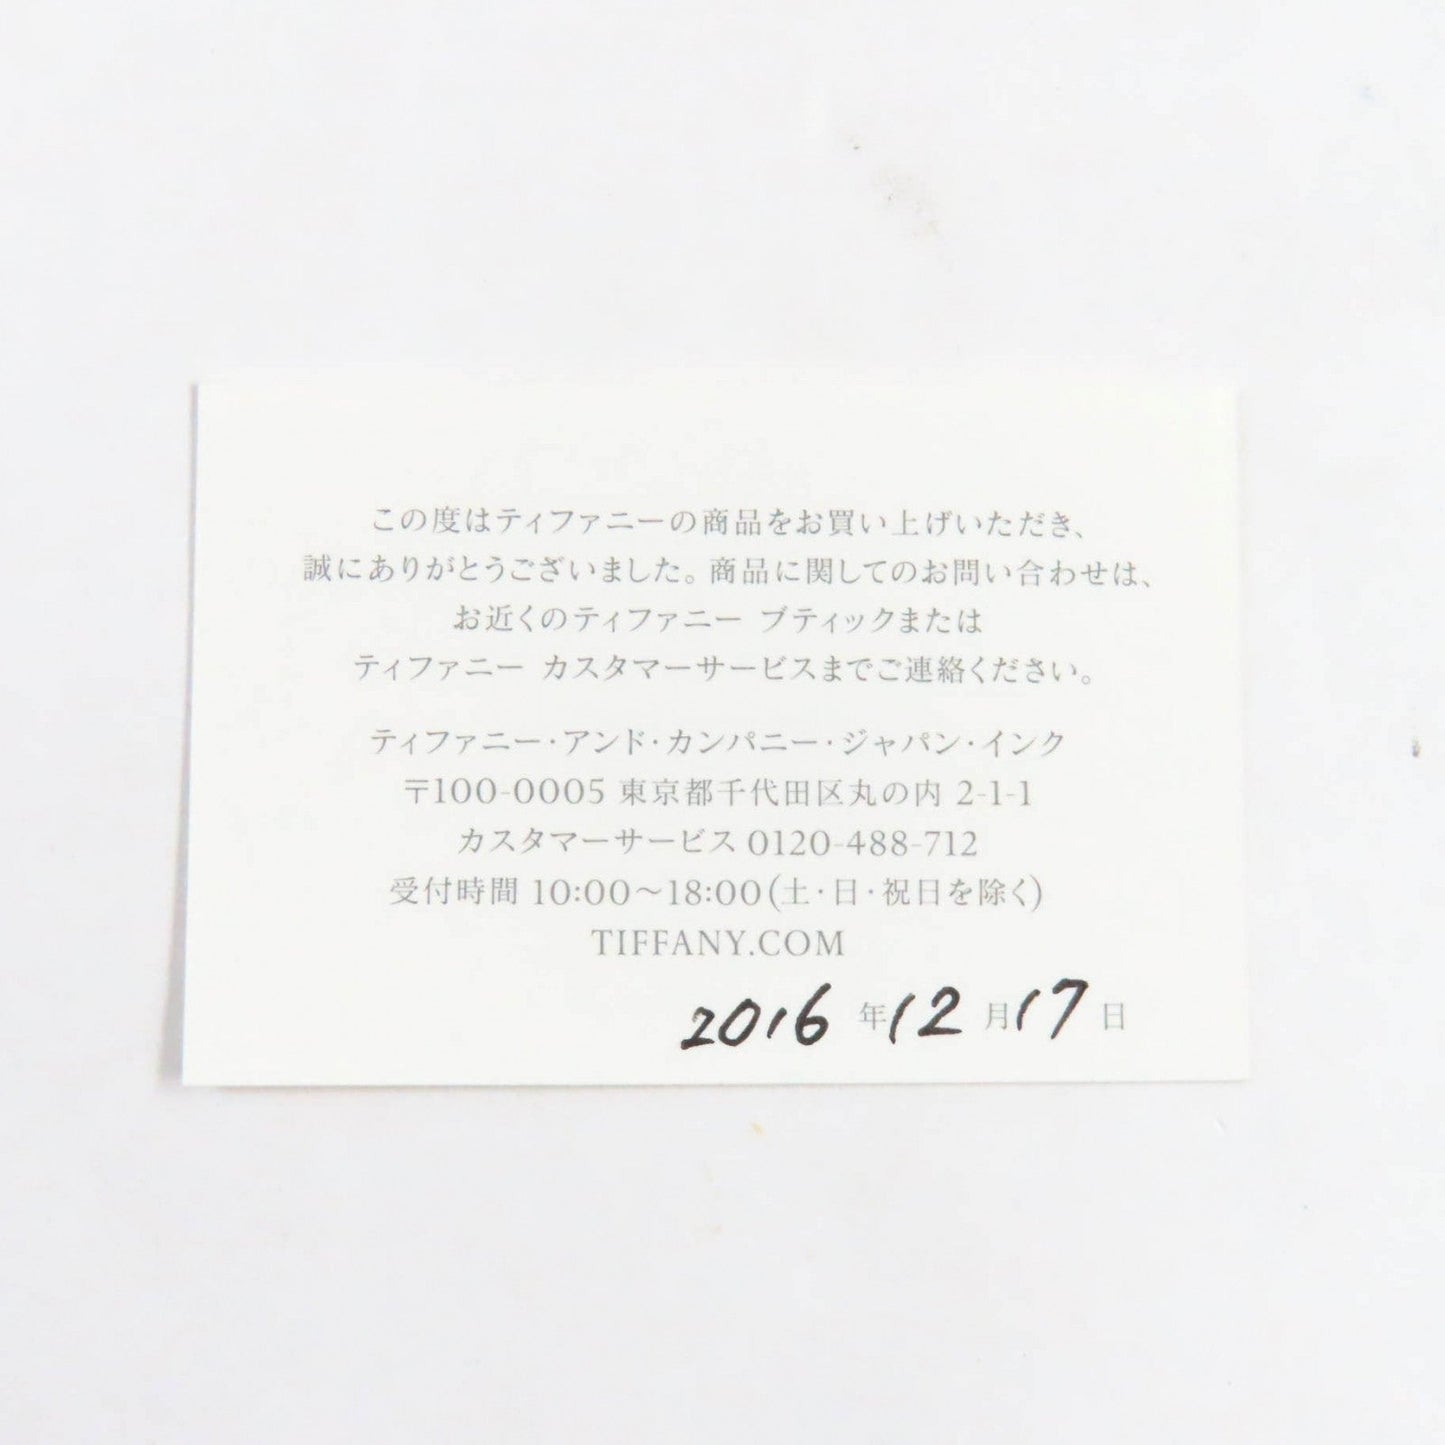 この度はティファニーの商品をお買い上げいただき、
誠にありがとうございました。商品に関してのお問い合わせは、
お近くのティファニー ブティックまたは
ティファニー カスタマーサービスまでご連絡ください。
ティファニー・アンド・カンパニー・ジャパン・インク
〒100-0005 東京都千代田区丸の内 2-1-1
カスタマーサービス 0120-488-712
受付時間 10:00～18:00(土・日・祝日を除く)
TIFFANY.COM
2016 年 12 月 17 日